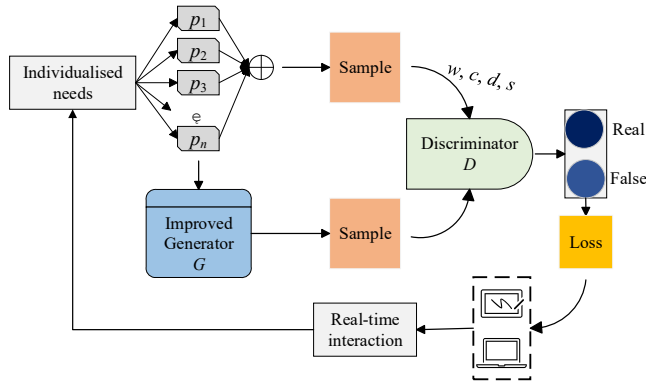 Individualised
needs
p1
p2
p3
pn
Sample
w, c, d, s
Discriminator
D
Real
False
Improved
Generator
G
Sample
Loss
Real-time
interaction